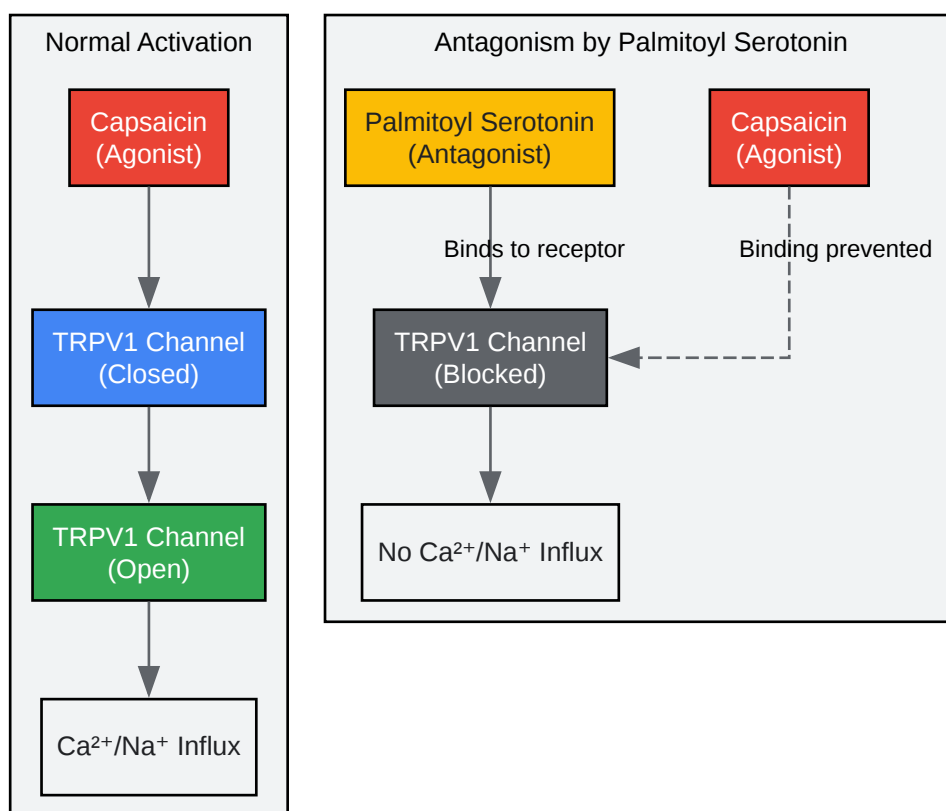 Normal Activation
Capsaicin
(Agonist)
TRPV1 Channel
(Closed)
TRPV1 Channel
(Open)
Ca²⁺/Na⁺ Influx
Antagonism by Palmitoyl Serotonin
Palmitoyl Serotonin
(Antagonist)
Capsaicin
(Agonist)
Binds to receptor
Binding prevented
TRPV1 Channel
(Blocked)
No Ca²⁺/Na⁺ Influx